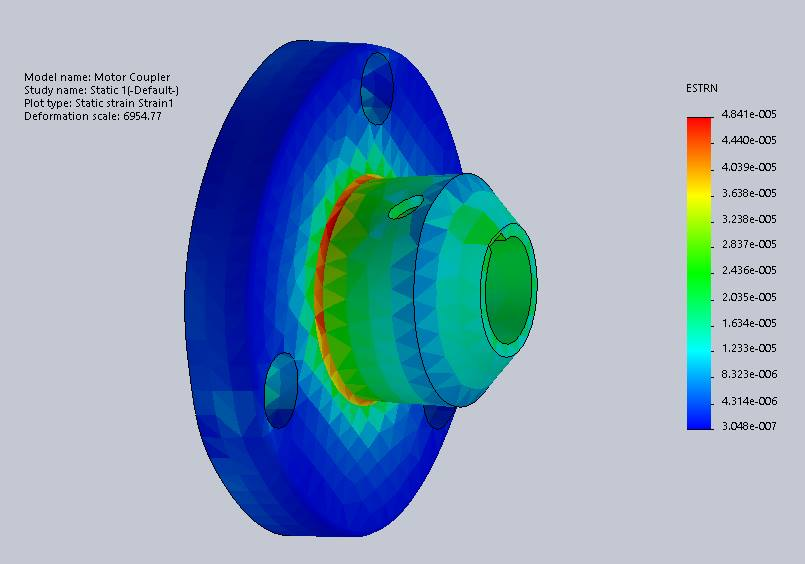 Model name: Motor Coupler
Study name: Static 1(-Default-)
Plot type: Static strain Strain1
Deformation scale: 6954.77
ESTRN
4.841e-005
4.440e-005
4.039e-005
3.638e-005
3.238e-005
2.837e-005
2.436e-005
2.035e-005
1.634e-005
1.233e-005
8.323e-006
4.314e-006
3.048e-007